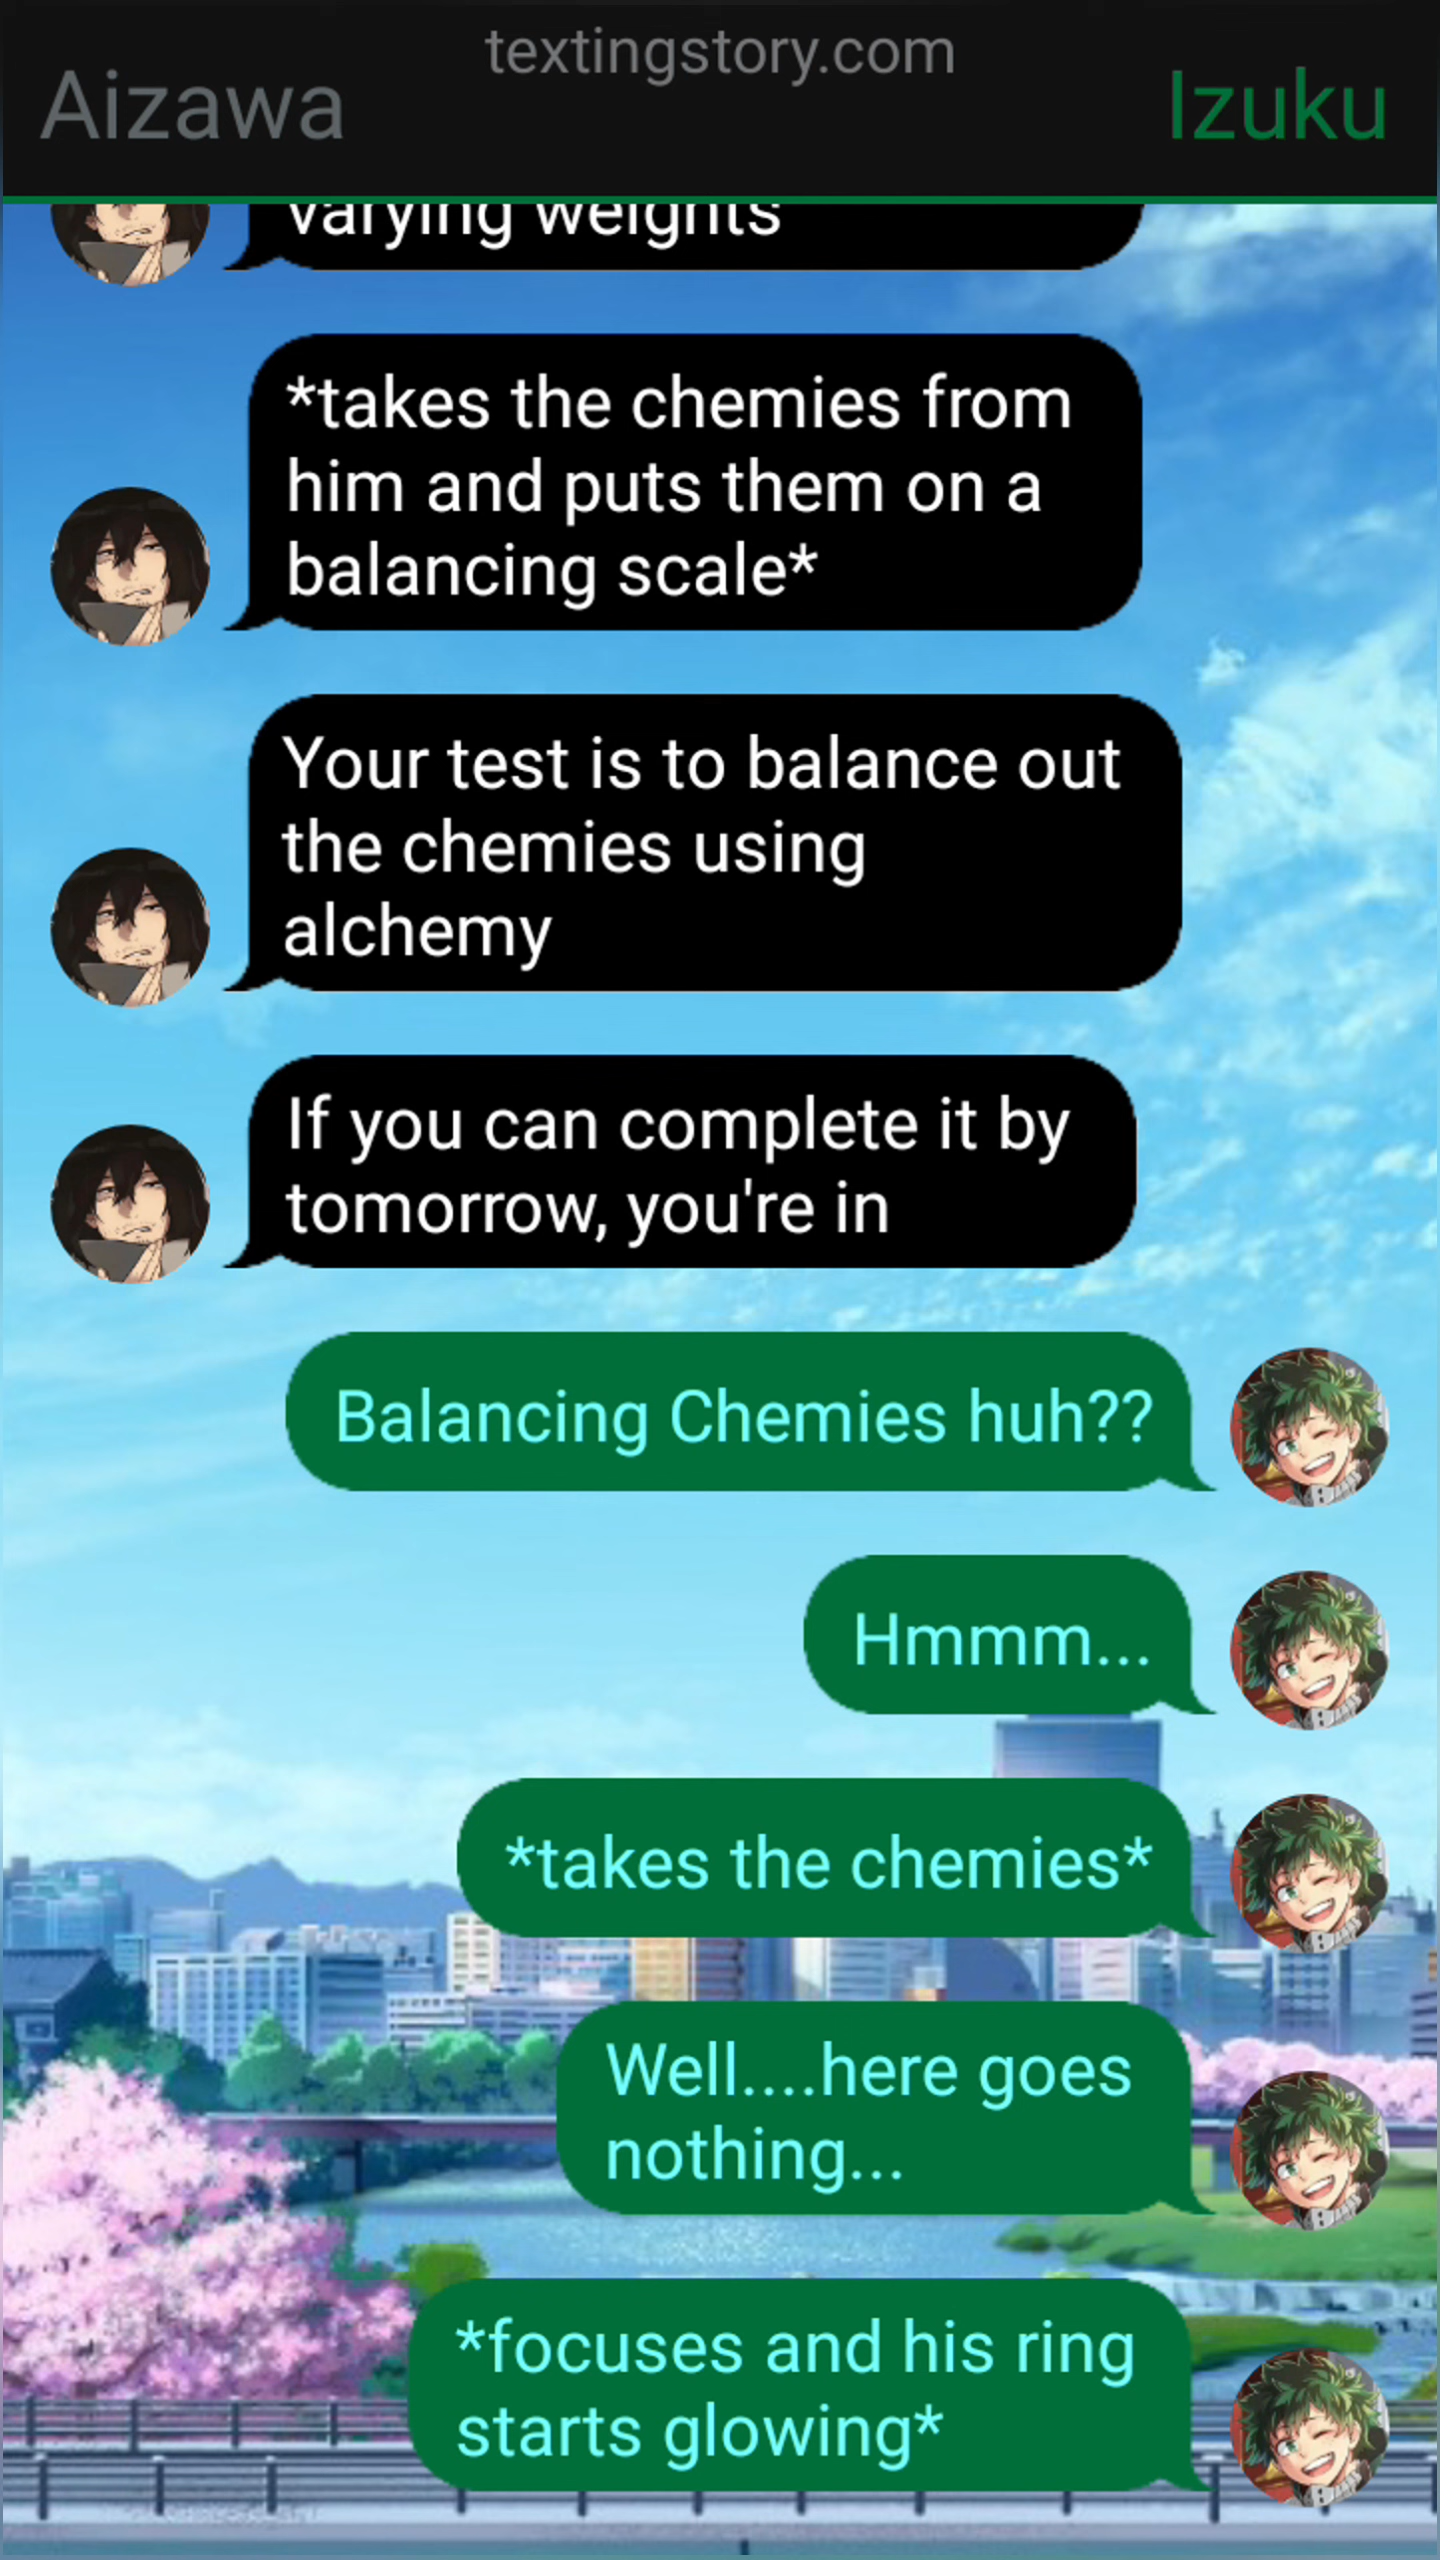 textingstory.com
Aizawa
Izuku
varying weights
*takes the chemies from
him and puts them on a
balancing scale*
Your test is to balance out
the chemies using
alchemy
If you can complete it by
tomorrow, you're in
Balancing Chemies huh??
Hmmm...
*takes the chemies*
Well....here goes
nothing...
*focuses and his ring
starts glowing*